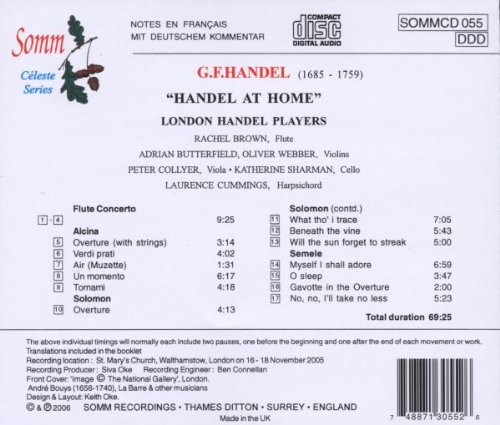 Somm
Céleste
Series
NOTES EN FRANÇAIS
MIT DEUTSCHEM KOMMENTAR
COMPACT
disc
DIGITAL AUDIO
SOMMCD 055
DDD
G.F.HANDEL (1685 - 1759)
“HANDEL AT HOME”
LONDON HANDEL PLAYERS
RACHEL BROWN, Flute
ADRIAN BUTTERFIELD, OLIVER WEBBER, Violins
PETER COLLYER, Viola • KATHERINE SHARMAN, Cello
LAURENCE CUMMINGS, Harpsichord
Flute Concerto
1 - 4 9:25
Alcina
5 Overture (with strings) 3:14
6 Verdi prati 4:02
7 Air (Muzette) 1:31
8 Un momento 6:17
9 Tornami 4:03
Solomon
10 Overture 4:13
Solomon (contd.)
11 What tho' i trace 7:05
12 Beneath the vine 5:43
13 Will the sun forget to streak 5:00
Semele
14 Myself I shall adore 6:59
15 O sleep 3:47
16 Gavotte in the Overture 2:00
17 No, no, I'll take no less 5:23
Total duration 69:25
The above individual timings will normally each include two pauses, one before the beginning and one after the end of each movement or work.
Translations included in the booklet
Recording location : St. Mary's Church, Walthamstow, London on 16 - 18 November 2005
Recording Producer : Siva Oke Recording Engineer : Ben Connellan
Front Cover: 'Image © The National Gallery', London.
André Bouys (1656-1740), La Barre & other musicians
Design & Layout: Keith Oke.
© & ℗ 2006 SOMM RECORDINGS • THAMES DITTON • SURREY • ENGLAND
Made in the UK
7 48871 30552 6